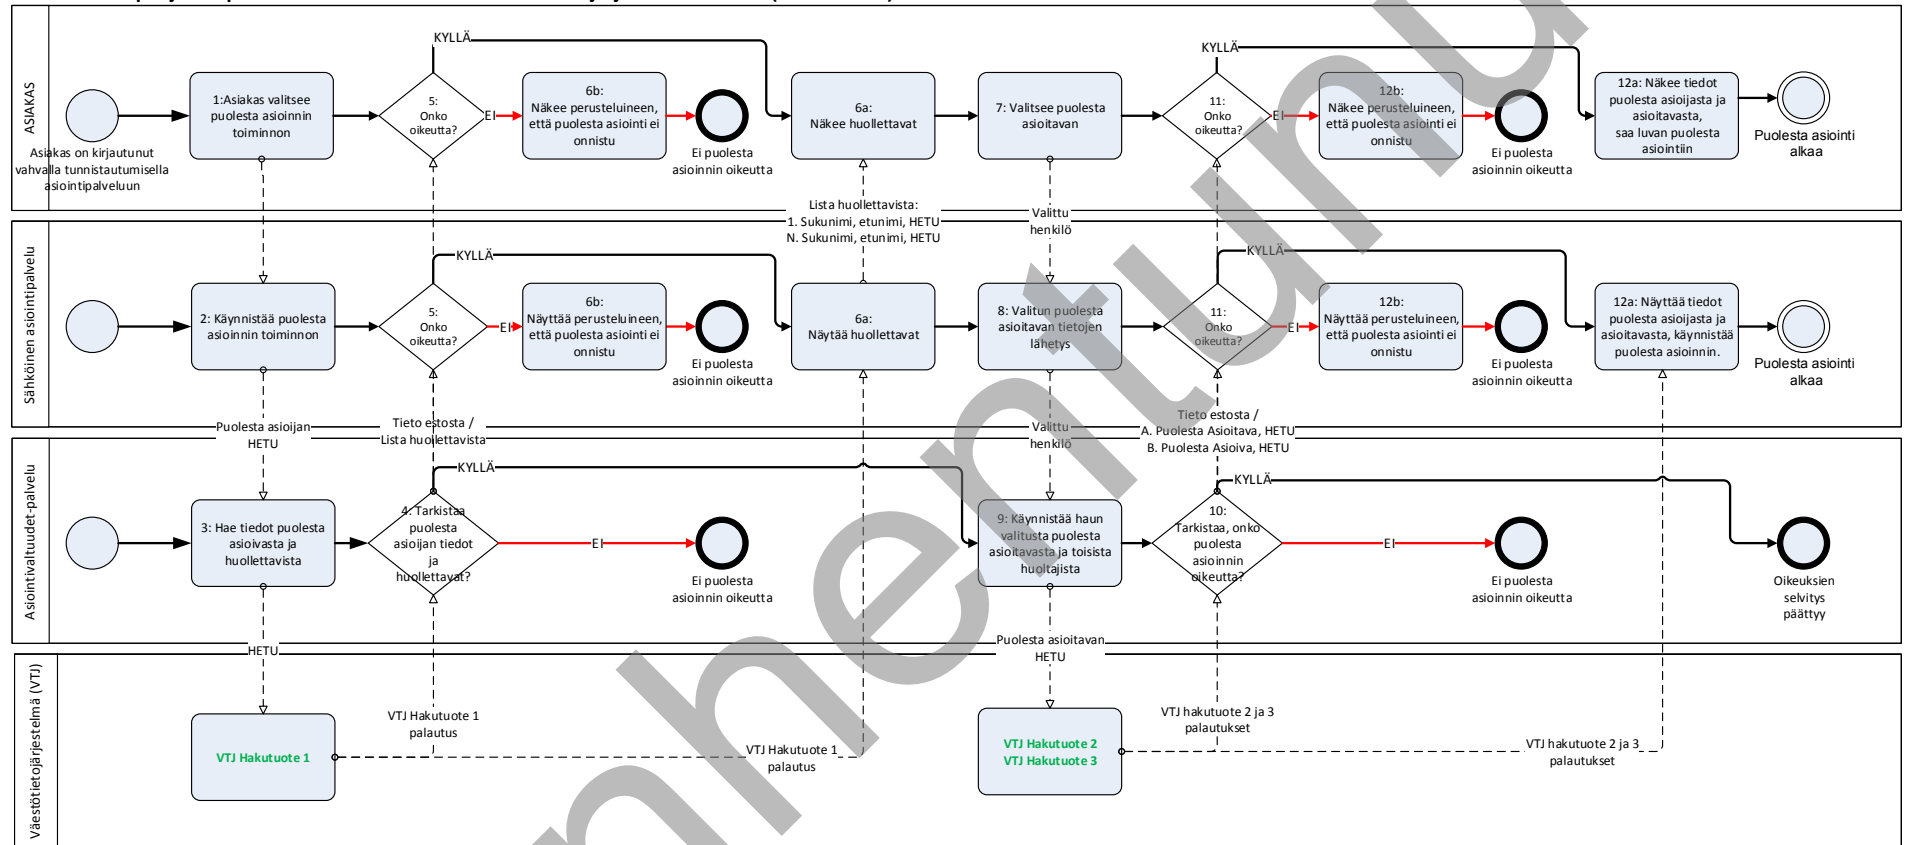 ASIAKAS
KYLLÄ
KYLLÄ
1:Asiakas valitsee
puolesta asioinnin
toiminnon
5:
Onko
oikeutta?
EI
6b:
Näkee perusteluineen,
että puolesta asiointi ei
onnistu
6a:
Näkee huollettavat
7: Valitsee puolesta
asioitavan
11:
Onko
oikeutta?
EI
12b:
Näkee perusteluineen,
että puolesta asiointi ei
onnistu
12a: Näkee tiedot
puolesta asioijasta ja
asioitavasta,
saa luvan puolesta
asiointiin
Asiakas on kirjautunut
vahvalla tunnistautumisella
asiointipalveluun
Ei puolesta
asioinnin oikeutta
Ei puolesta
asioinnin oikeutta
Puolesta asiointi
alkaa
Lista huollettavista:
1. Sukunimi, etunimi, HETU
N. Sukunimi, etunimi, HETU
Valittu
henkilö
Sähköinen asiointipalvelu
KYLLÄ
KYLLÄ
2: Käynnistää puolesta
asioinnin toiminnon
5:
Onko
oikeutta?
EI
6b:
Näyttää perusteluineen,
että puolesta asiointi ei
onnistu
6a:
Näytää huollettavat
8: Valitun puolesta
asioitavan tietojen
lähetys
11:
Onko
oikeutta?
EI
12b:
Näyttää perusteluineen,
että puolesta asiointi ei
onnistu
12a: Näyttää tiedot
puolesta asioijasta ja
asioitavasta, käynnistää
puolesta asioinnin.
Ei puolesta
asioinnin oikeutta
Ei puolesta
asioinnin oikeutta
Puolesta asiointi
alkaa
Puolesta asioijan
HETU
Tieto estosta /
Lista huollettavista
Valittu
henkilö
Tieto estosta /
A. Puolesta Asioitava, HETU
B. Puolesta Asioiva, HETU
Asiointivaltuudet-palvelu
KYLLÄ
KYLLÄ
3: Hae tiedot puolesta
asioivasta ja
huollettavista
4: Tarkistaa
puolesta
asioijan tiedot
ja
huollettavat?
EI
9: Käynnistää haun
valitusta puolesta
asioitavasta ja toisista
huoltajista
10:
Tarkistaa, onko
puolesta
asioinnin
oikeutta?
EI
Ei puolesta
asioinnin oikeutta
Ei puolesta
asioinnin oikeutta
Oikeuksien
selvitys
päättyy
HETU
Puolesta asioitavan
HETU
Väestötietojärjestelmä (VTJ)
VTJ Hakutuote 1
VTJ Hakutuote 1
palautus
VTJ Hakutuote 1
palautus
VTJ Hakutuote 2
VTJ Hakutuote 3
VTJ hakutuote 2 ja 3
palautukset
VTJ hakutuote 2 ja 3
palautukset